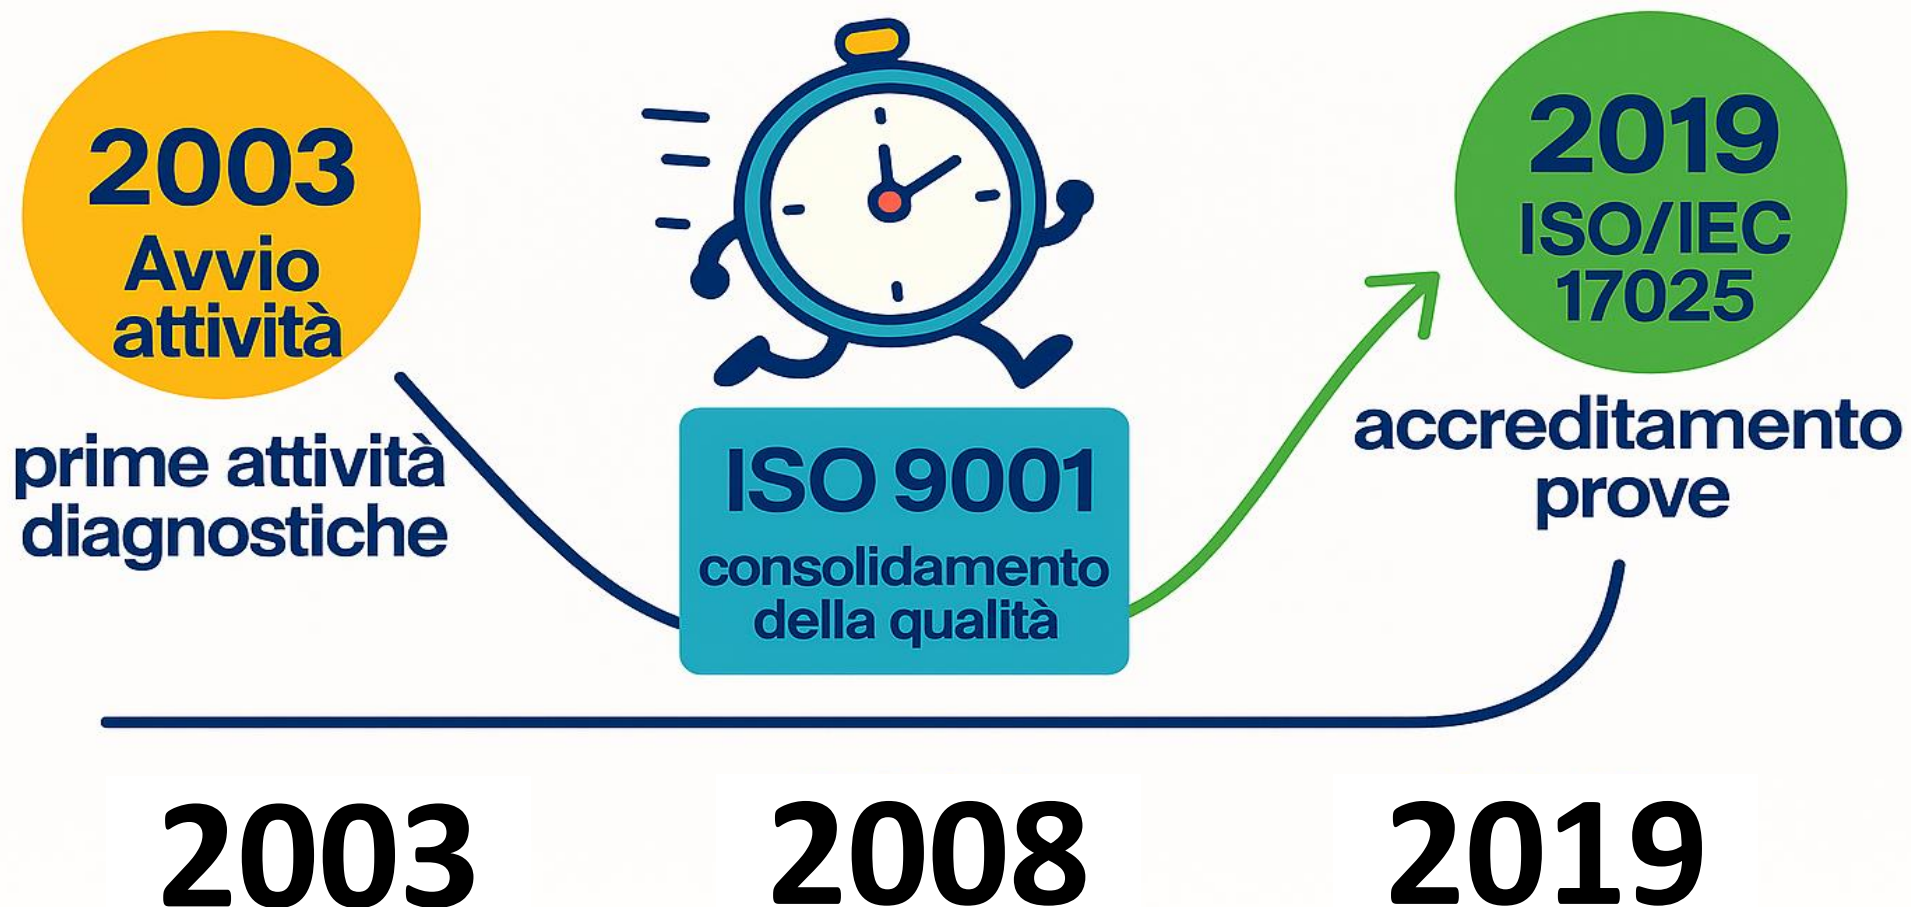 2003
Avvio
attività
prime attività
diagnostiche
ISO 9001
consolidamento
della qualità
2019
ISO/IEC
17025
accreditamento
prove
2003
2008
2019